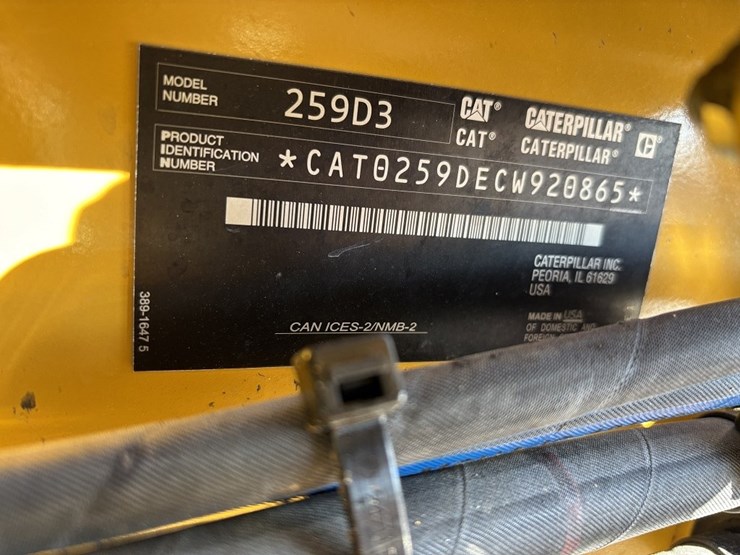 MODEL
NUMBER
259D3
CAT® CATERPILLAR®
CAT® CATERPILLAR® C
PRODUCT
IDENTIFICATION
NUMBER
*CAT0259DECW920865*
CATERPILLAR INC.
PEORIA, IL 61629
USA
389-1647 5
CAN ICES-2/NMB-2
MADE IN USA
OF DOMESTIC AND
FOREIGN